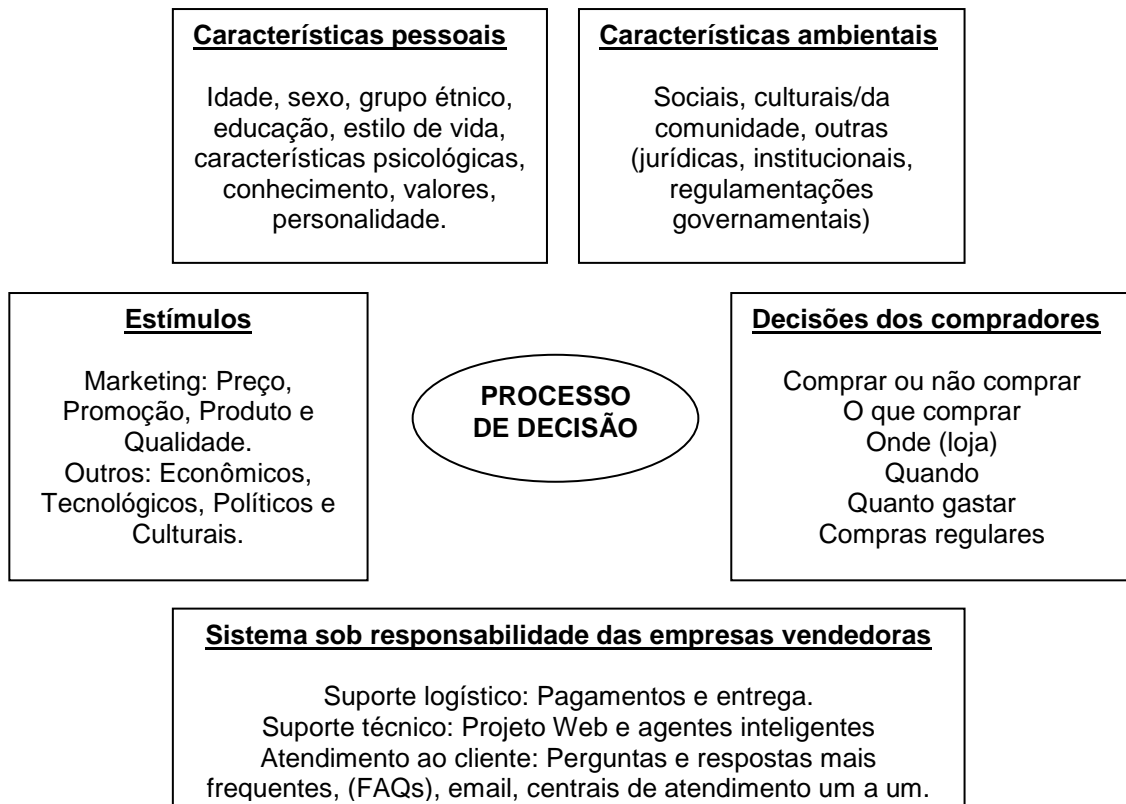 Características pessoais
Idade, sexo, grupo étnico,
educação, estilo de vida,
características psicológicas,
conhecimento, valores,
personalidade.
Características ambientais
Sociais, culturais/da
comunidade, outras
(jurídicas, institucionais,
regulamentações
governamentais)
Estímulos
Marketing: Preço,
Promoção, Produto e
Qualidade.
Outros: Econômicos,
Tecnológicos, Políticos e
Culturais.
PROCESSO
DE DECISÃO
Decisões dos compradores
Comprar ou não comprar
O que comprar
Onde (loja)
Quando
Quanto gastar
Compras regulares
Sistema sob responsabilidade das empresas vendedoras
Suporte logístico: Pagamentos e entrega.
Suporte técnico: Projeto Web e agentes inteligentes
Atendimento ao cliente: Perguntas e respostas mais
frequentes, (FAQs), email, centrais de atendimento um a um.